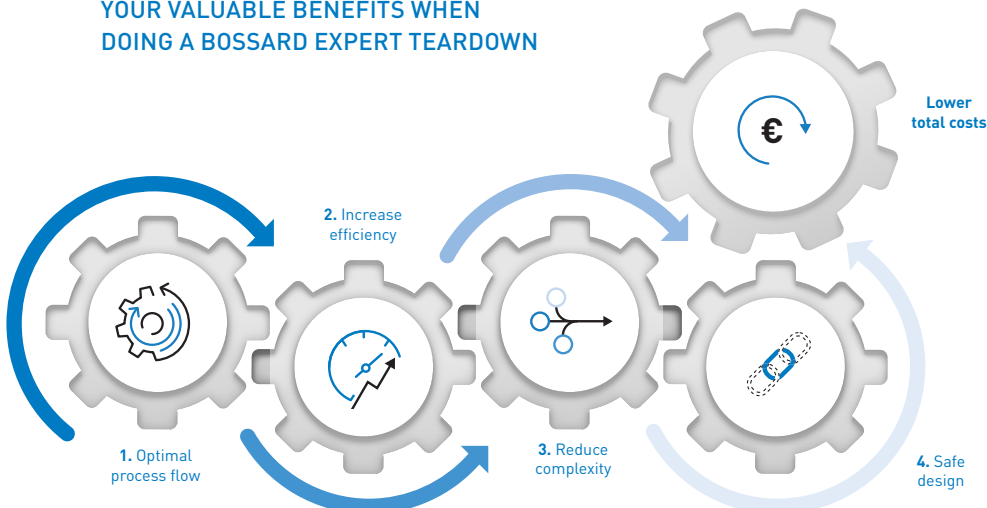 YOUR VALUABLE BENEFITS WHEN
DOING A BOSSARD EXPERT TEARDOWN
€
Lower
total costs
2. Increase
efficiency
1. Optimal
process flow
3. Reduce
complexity
4. Safe
design